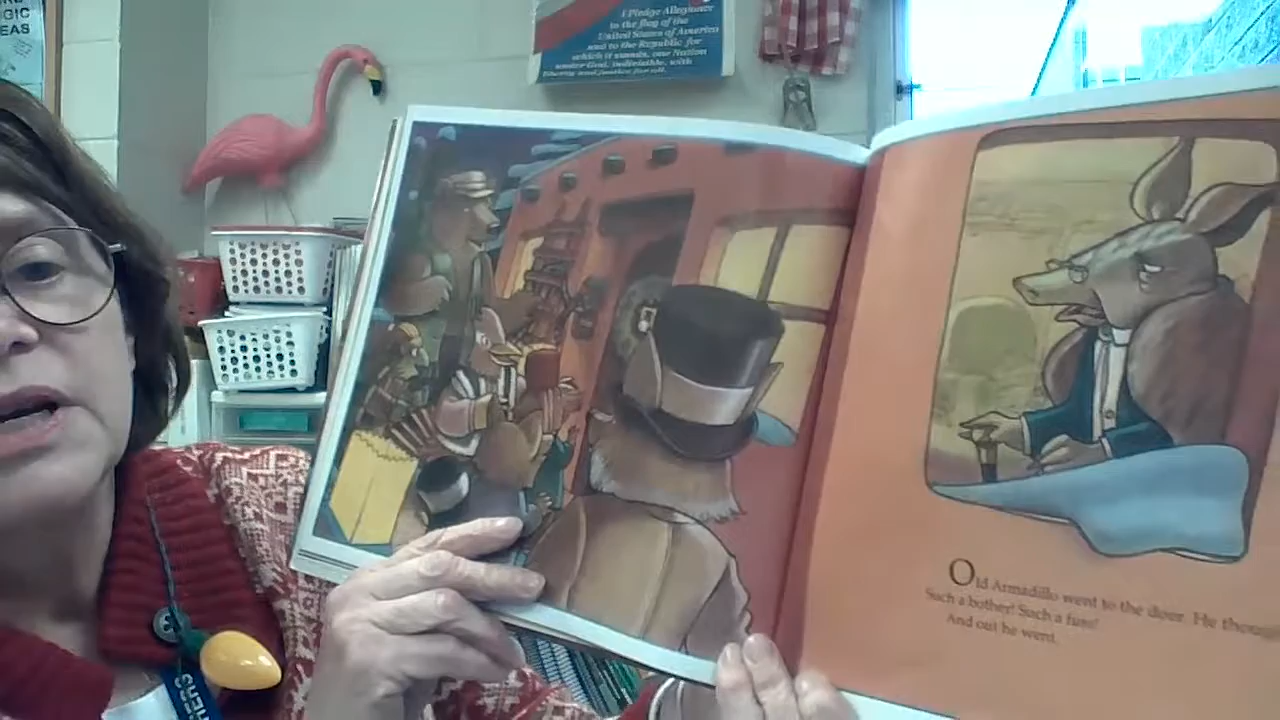 GIC
EAS
I Pledge Allegiance
to the flag of the
United States of America
and to the Republic for
which it stands, one Nation
under God, indivisible, with
liberty and justice for all.
Old Armadillo went to the door. He thoug
Such a bother! Such a fuss!
And out he went.